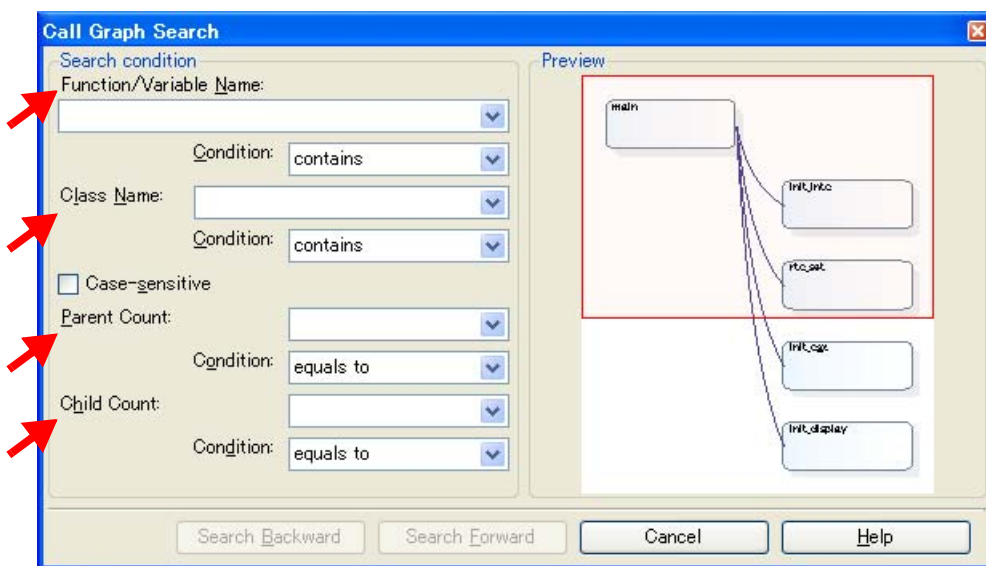 Call Graph Search
Search condition
Function/Variable Name:
Condition: contains
Class Name:
Condition: contains
Case-sensitive
Parent Count:
Condition: equals to
Child Count:
Condition: equals to
Preview
main
init_intc
rtc_set
init_cgc
init_display
Search Backward
Search Forward
Cancel
Help